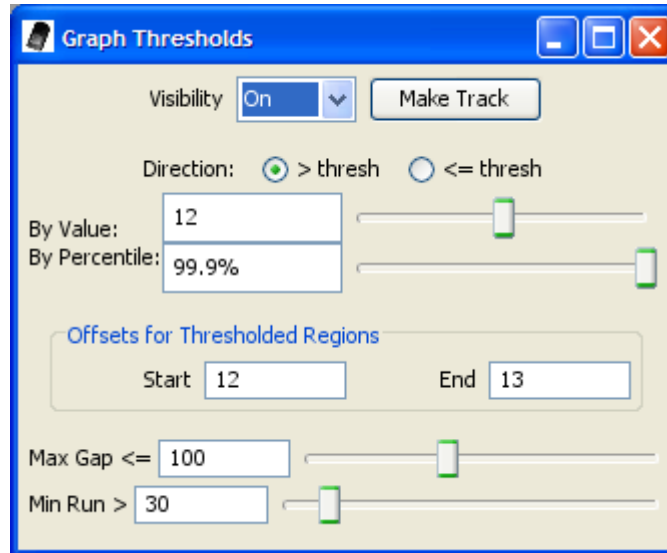 Graph Thresholds
Visibility On Make Track
Direction: > thresh <= thresh
By Value: 12
By Percentile: 99.9%
Offsets for Thresholded Regions
Start 12 End 13
Max Gap <= 100
Min Run > 30